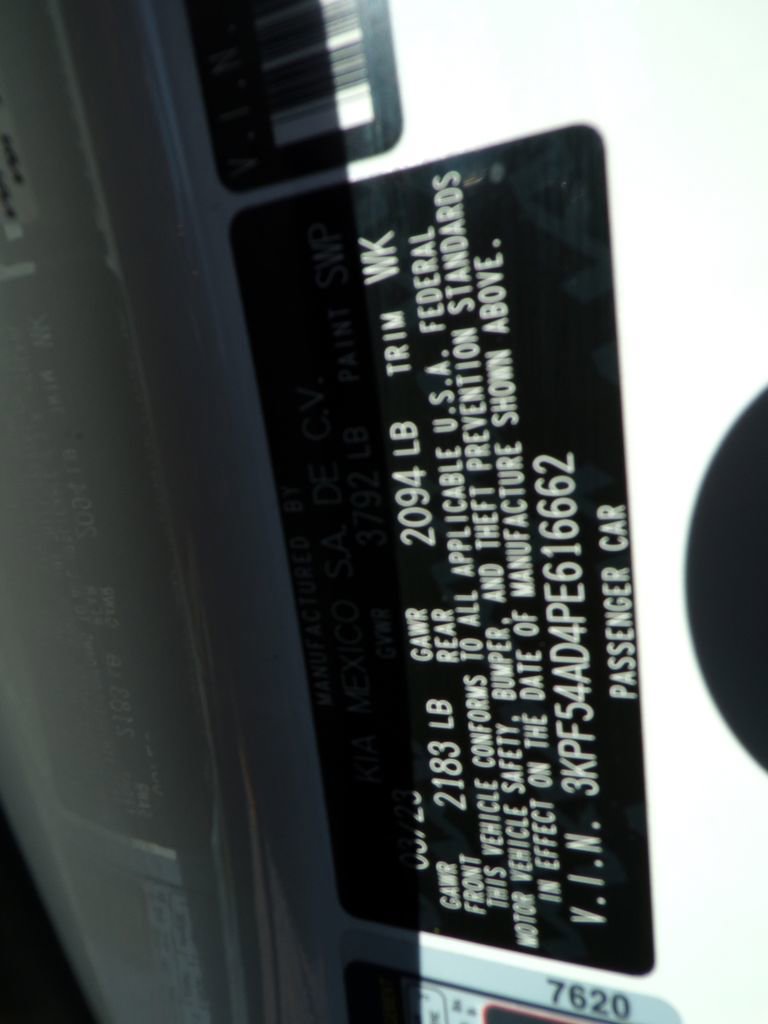 V.I.N.
MANUFACTURED BY
KIA MEXICO S.A. DE C.V.
03/23 GVWR 3792 LB PAINT SWP
GAWR FRONT 2183 LB GAWR REAR 2094 LB TRIM WK
THIS VEHICLE CONFORMS TO ALL APPLICABLE U.S.A. FEDERAL
MOTOR VEHICLE SAFETY, BUMPER, AND THEFT PREVENTION STANDARDS
IN EFFECT ON THE DATE OF MANUFACTURE SHOWN ABOVE.
V.I.N. 3KPF54AD4PE616662
PASSENGER CAR
7620